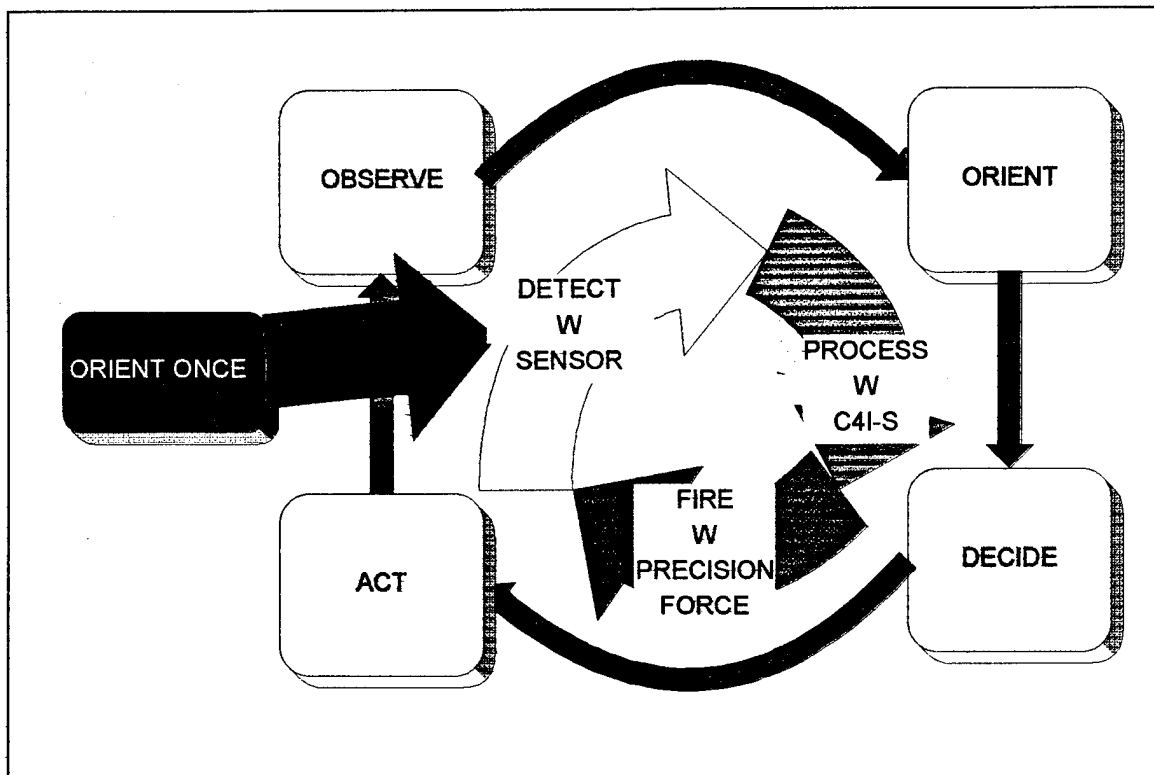 OBSERVE
ORIENT
DETECT
W
SENSOR
ORIENT ONCE
PROCESS
W
C4I-S
FIRE
W
PRECISION
FORCE
ACT
DECIDE